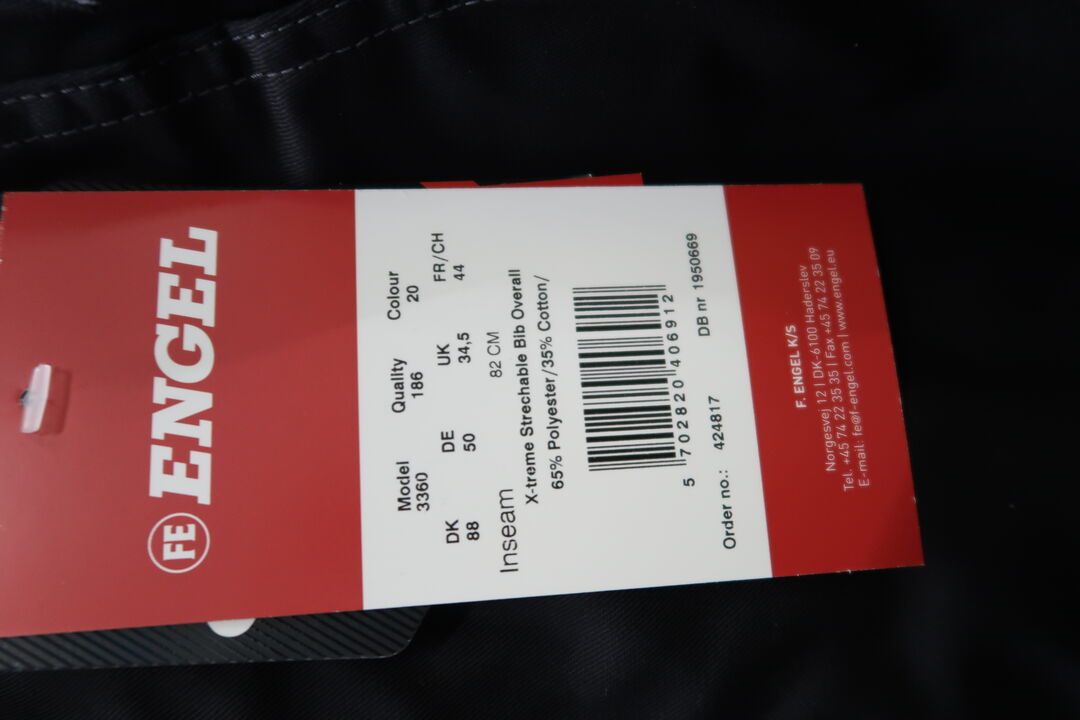 FE ENGEL
Model Quality Colour
3360 186 20
DK DE UK FR/CH
88 50 34,5 44
Inseam 82 CM
X-treme Strechable Bib Overall
65% Polyester/35% Cotton/
5 702820 406912
Order no.: 424817 DB nr 1950669
F. ENGEL K/S
Norgesvej 12 | DK-6100 Haderslev
Tel. +45 74 22 35 35 | Fax +45 74 22 35 09
E-mail: fe@f-engel.com | www.engel.eu